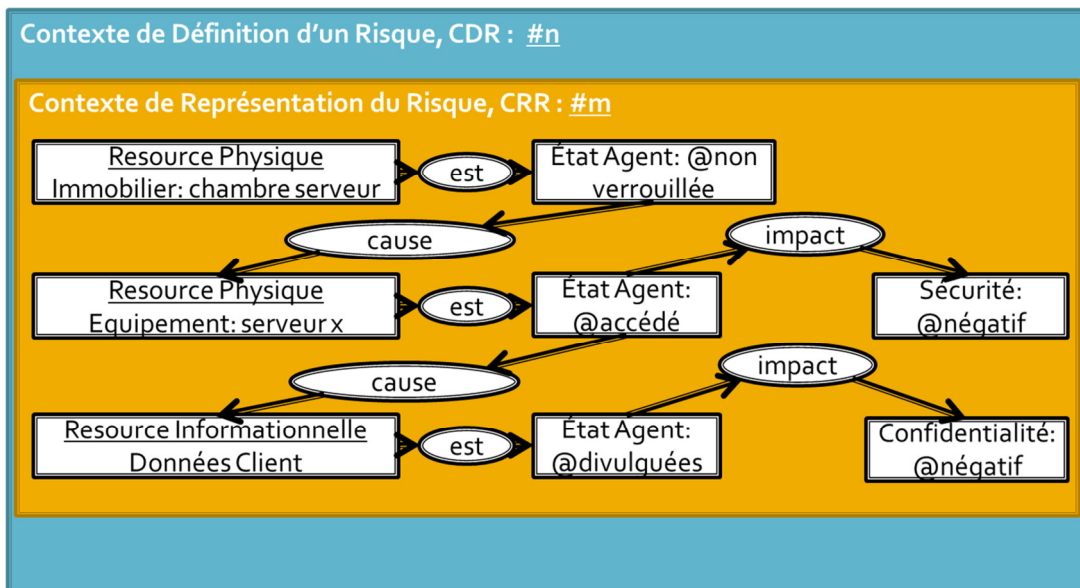 Contexte de Définition d'un Risque, CDR : #n
Contexte de Représentation du Risque, CRR : #m
Resource Physique
Immobilier: chambre serveur
est
État Agent: @non
verrouillée
cause
impact
Resource Physique
Equipement: serveur x
est
État Agent:
@accédé
Sécurité:
@négatif
cause
impact
Resource Informationnelle
Données Client
est
État Agent:
@divulguées
Confidentialité:
@négatif